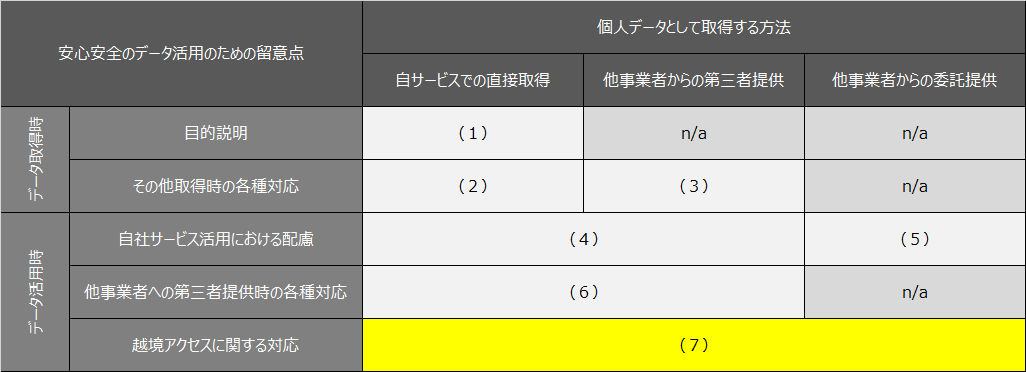 安心安全のデータ活用のための留意点
個人データとして取得する方法
自サービスでの直接取得
他事業者からの第三者提供
他事業者からの委託提供
データ取得時
目的説明
（１）
n/a
n/a
その他取得時の各種対応
（２）
（３）
n/a
データ活用時
自社サービス活用における配慮
（４）
（５）
他事業者への第三者提供時の各種対応
（６）
n/a
越境アクセスに関する対応
（７）